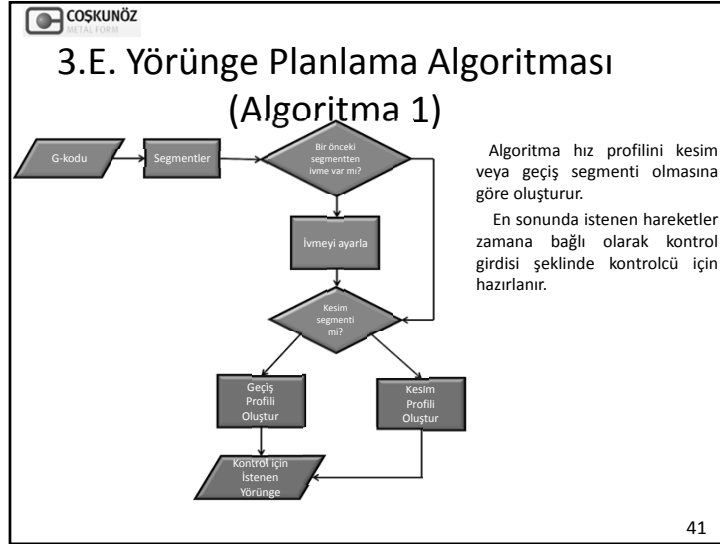 COŞKUNÖZ
METAL FORM
3.E. Yörünge Planlama Algoritması
(Algoritma 1)
G-kodu
Segmentler
Bir önceki
segmentten
ivme var mı?
Algoritma hız profilini kesim
veya geçiş segmenti olmasına
göre oluşturur.
En sonunda istenen hareketler
zamana bağlı olarak kontrol
girdisi şeklinde kontrolcü için
hazırlanır.
İvmeyi ayarla
Kesim
segmenti
mi?
Geçiş
Profili
Oluştur
Kesim
Profili
Oluştur
Kontrol için
İstenen
Yörünge
41